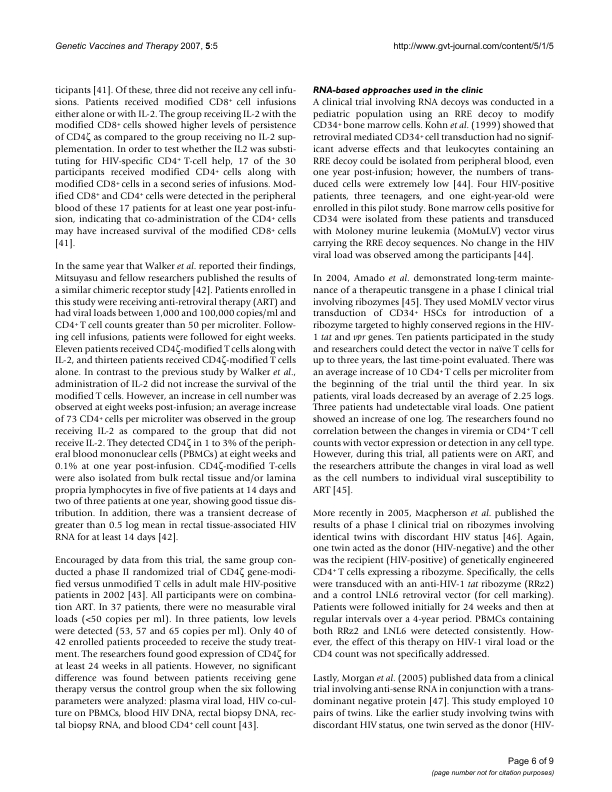 Genetic Vaccines and Therapy 2007, 5:5
http://www.gvt-journal.com/content/5/1/5
ticipants [41]. Of these, three did not receive any cell infu-
sions. Patients received modified CD8+ cell infusions
either alone or with IL-2. The group receiving IL-2 with the
modified CD8+ cells showed higher levels of persistence
of CD4ζ as compared to the group receiving no IL-2 sup-
plementation. In order to test whether the IL2 was substi-
tuting for HIV-specific CD4+ T-cell help, 17 of the 30
participants received modified CD4+ cells along with
modified CD8+ cells in a second series of infusions. Mod-
ified CD8+ and CD4+ cells were detected in the peripheral
blood of these 17 patients for at least one year post-infu-
sion, indicating that co-administration of the CD4+ cells
may have increased survival of the modified CD8+ cells
[41].
In the same year that Walker et al. reported their findings,
Mitsuyasu and fellow researchers published the results of
a similar chimeric receptor study [42]. Patients enrolled in
this study were receiving anti-retroviral therapy (ART) and
had viral loads between 1,000 and 100,000 copies/ml and
CD4+ T cell counts greater than 50 per microliter. Follow-
ing cell infusions, patients were followed for eight weeks.
Eleven patients received CD4ζ-modified T cells along with
IL-2, and thirteen patients received CD4ζ-modified T cells
alone. In contrast to the previous study by Walker et al.,
administration of IL-2 did not increase the survival of the
modified T cells. However, an increase in cell number was
observed at eight weeks post-infusion; an average increase
of 73 CD4+ cells per microliter was observed in the group
receiving IL-2 as compared to the group that did not
receive IL-2. They detected CD4ζ in 1 to 3% of the periph-
eral blood mononuclear cells (PBMCs) at eight weeks and
0.1% at one year post-infusion. CD4ζ-modified T-cells
were also isolated from bulk rectal tissue and/or lamina
propria lymphocytes in five of five patients at 14 days and
two of three patients at one year, showing good tissue dis-
tribution. In addition, there was a transient decrease of
greater than 0.5 log mean in rectal tissue-associated HIV
RNA for at least 14 days [42].
Encouraged by data from this trial, the same group con-
ducted a phase II randomized trial of CD4ζ gene-modi-
fied versus unmodified T cells in adult male HIV-positive
patients in 2002 [43]. All participants were on combina-
tion ART. In 37 patients, there were no measurable viral
loads (<50 copies per ml). In three patients, low levels
were detected (53, 57 and 65 copies per ml). Only 40 of
42 enrolled patients proceeded to receive the study treat-
ment. The researchers found good expression of CD4ζ for
at least 24 weeks in all patients. However, no significant
difference was found between patients receiving gene
therapy versus the control group when the six following
parameters were analyzed: plasma viral load, HIV co-cul-
ture on PBMCs, blood HIV DNA, rectal biopsy DNA, rec-
tal biopsy RNA, and blood CD4+ cell count [43].
RNA-based approaches used in the clinic
A clinical trial involving RNA decoys was conducted in a
pediatric population using an RRE decoy to modify
CD34+ bone marrow cells. Kohn et al. (1999) showed that
retroviral mediated CD34+ cell transduction had no signif-
icant adverse effects and that leukocytes containing an
RRE decoy could be isolated from peripheral blood, even
one year post-infusion; however, the numbers of trans-
duced cells were extremely low [44]. Four HIV-positive
patients, three teenagers, and one eight-year-old were
enrolled in this pilot study. Bone marrow cells positive for
CD34 were isolated from these patients and transduced
with Moloney murine leukemia (MoMuLV) vector virus
carrying the RRE decoy sequences. No change in the HIV
viral load was observed among the participants [44].
In 2004, Amado et al. demonstrated long-term mainte-
nance of a therapeutic transgene in a phase I clinical trial
involving ribozymes [45]. They used MoMLV vector virus
transduction of CD34+ HSCs for introduction of a
ribozyme targeted to highly conserved regions in the HIV-
1 tat and vpr genes. Ten patients participated in the study
and researchers could detect the vector in naïve T cells for
up to three years, the last time-point evaluated. There was
an average increase of 10 CD4+ T cells per microliter from
the beginning of the trial until the third year. In six
patients, viral loads decreased by an average of 2.25 logs.
Three patients had undetectable viral loads. One patient
showed an increase of one log. The researchers found no
correlation between the changes in viremia or CD4+ T cell
counts with vector expression or detection in any cell type.
However, during this trial, all patients were on ART, and
the researchers attribute the changes in viral load as well
as the cell numbers to individual viral susceptibility to
ART [45].
More recently in 2005, Macpherson et al. published the
results of a phase I clinical trial on ribozymes involving
identical twins with discordant HIV status [46]. Again,
one twin acted as the donor (HIV-negative) and the other
was the recipient (HIV-positive) of genetically engineered
CD4+ T cells expressing a ribozyme. Specifically, the cells
were transduced with an anti-HIV-1 tat ribozyme (RRz2)
and a control LNL6 retroviral vector (for cell marking).
Patients were followed initially for 24 weeks and then at
regular intervals over a 4-year period. PBMCs containing
both RRz2 and LNL6 were detected consistently. How-
ever, the effect of this therapy on HIV-1 viral load or the
CD4 count was not specifically addressed.
Lastly, Morgan et al. (2005) published data from a clinical
trial involving anti-sense RNA in conjunction with a trans-
dominant negative protein [47]. This study employed 10
pairs of twins. Like the earlier study involving twins with
discordant HIV status, one twin served as the donor (HIV-
Page 6 of 9
(page number not for citation purposes)